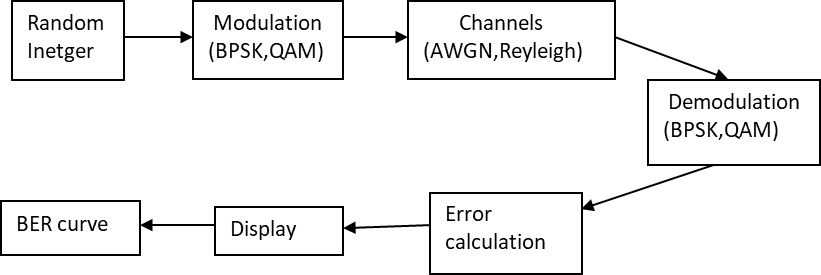 Random
Inetger
Modulation
(BPSK,QAM)
Channels
(AWGN,Reyleigh)
Demodulation
(BPSK,QAM)
Error
calculation
Display
BER curve